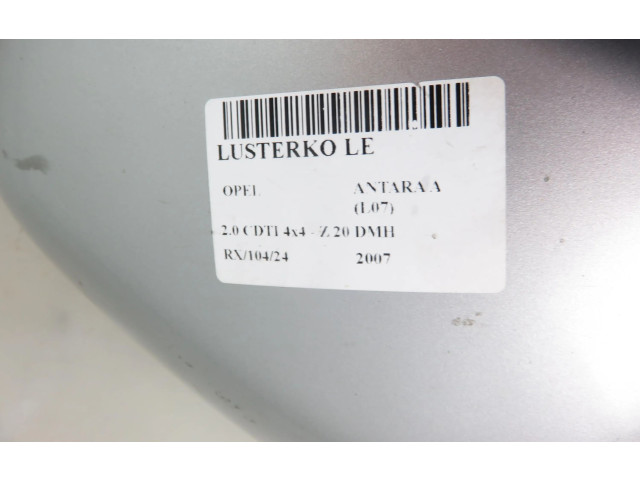 LUSTERKO LE
OPEL ANTARA A
(L07)
2.0 CDTI 4x4 - Z 20 DMH
RX/104/24 2007